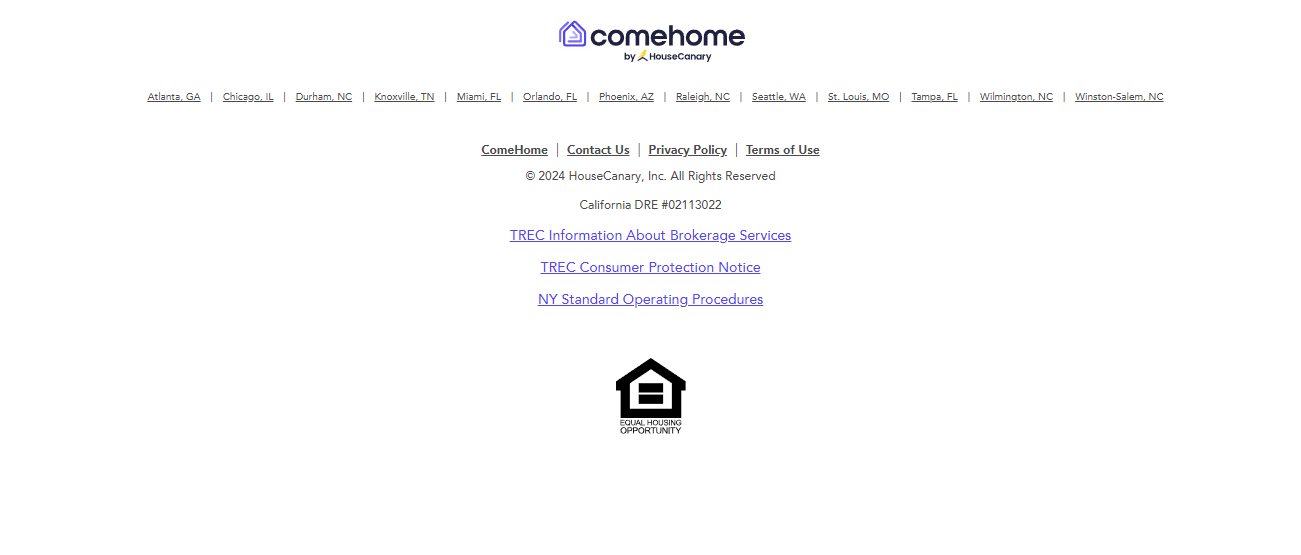 comehome
by HouseCanary
Atlanta, GA | Chicago, IL | Durham, NC | Knoxville, TN | Miami, FL | Orlando, FL | Phoenix, AZ | Raleigh, NC | Seattle, WA | St. Louis, MO | Tampa, FL | Wilmington, NC | Winston-Salem, NC
ComeHome | Contact Us | Privacy Policy | Terms of Use
© 2024 HouseCanary, Inc. All Rights Reserved
California DRE #02113022
TREC Information About Brokerage Services
TREC Consumer Protection Notice
NY Standard Operating Procedures
EQUAL HOUSING
OPPORTUNITY